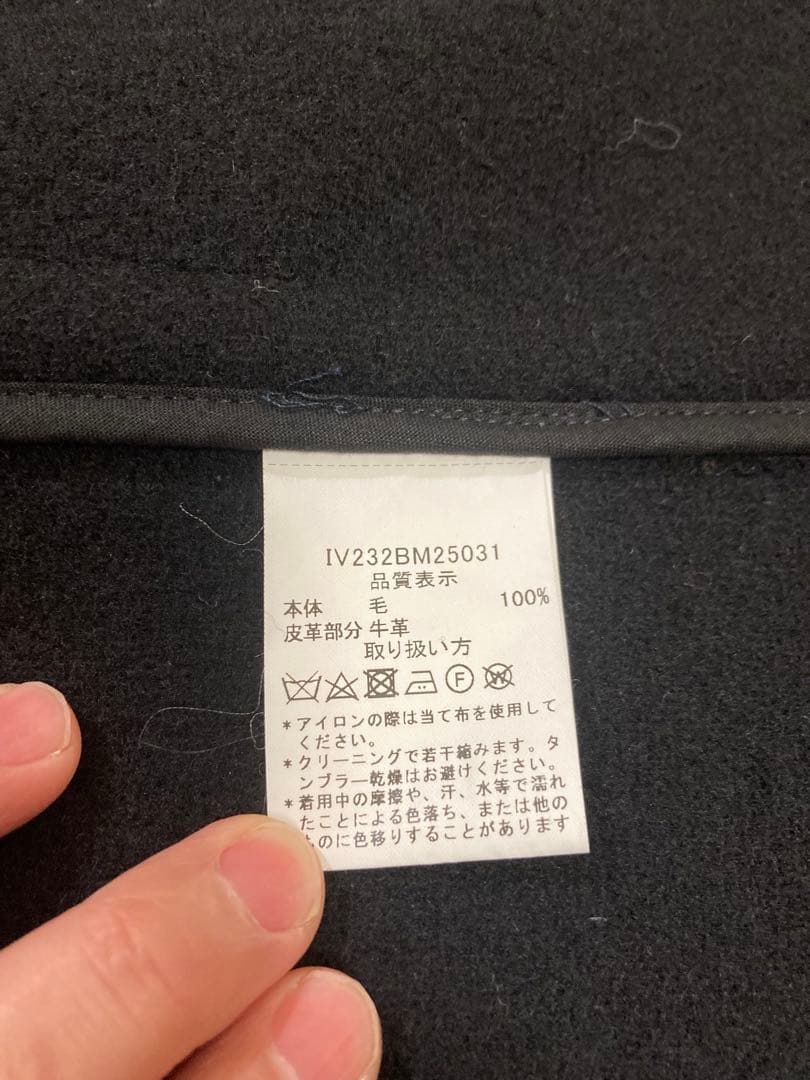 IV232BM25031
品質表示
本体 毛 100%
皮革部分 牛革
取り扱い方
F W
*アイロンの際は当て布を使用して
ください。
*クリーニングで若干縮みます。タ
ンブラー乾燥はお避けください。
*着用中の摩擦や、汗、水等で濡れ
たことによる色落ち、または他の
ものに色移りすることがあります